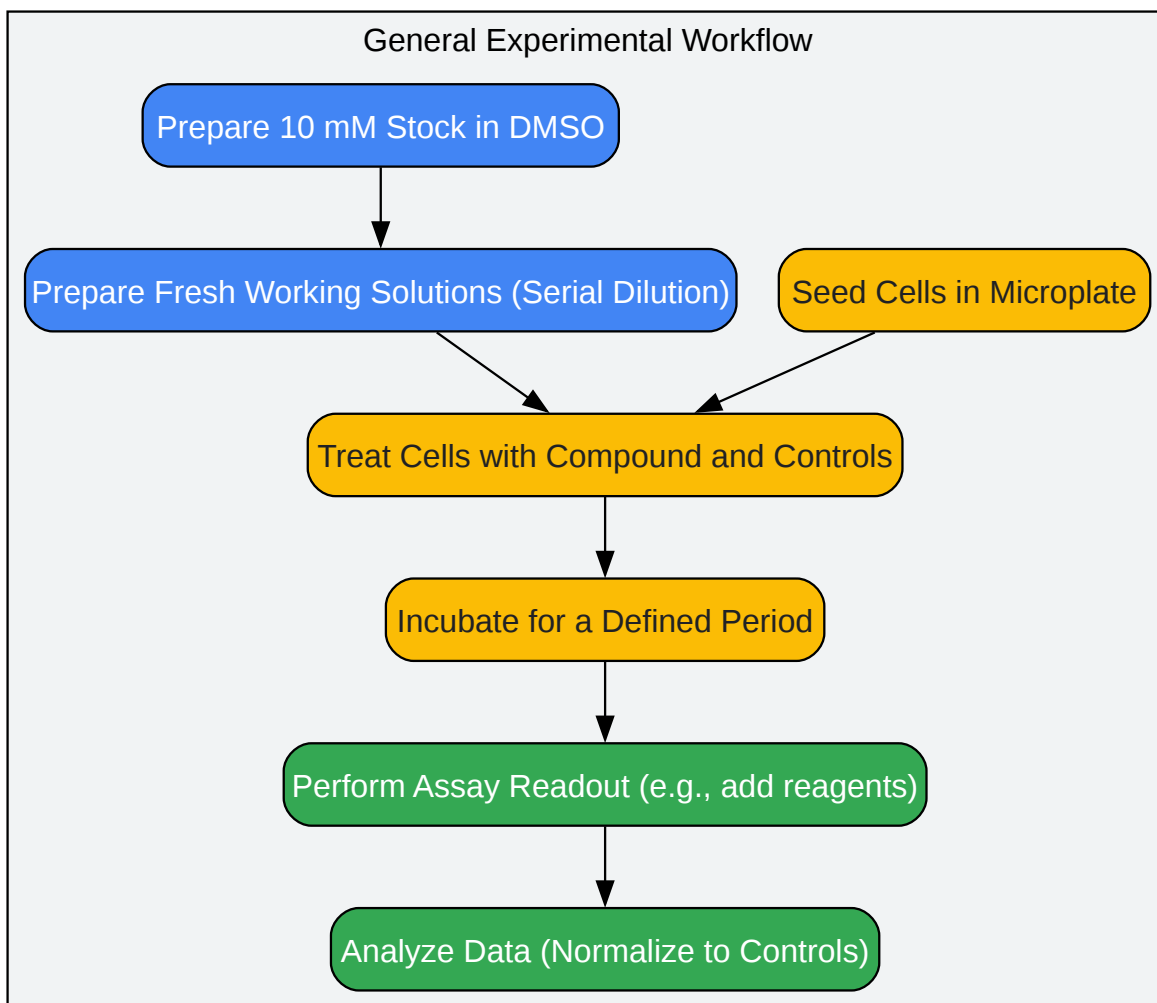 General Experimental Workflow
Prepare 10 mM Stock in DMSO
Prepare Fresh Working Solutions (Serial Dilution)
Seed Cells in Microplate
Treat Cells with Compound and Controls
Incubate for a Defined Period
Perform Assay Readout (e.g., add reagents)
Analyze Data (Normalize to Controls)